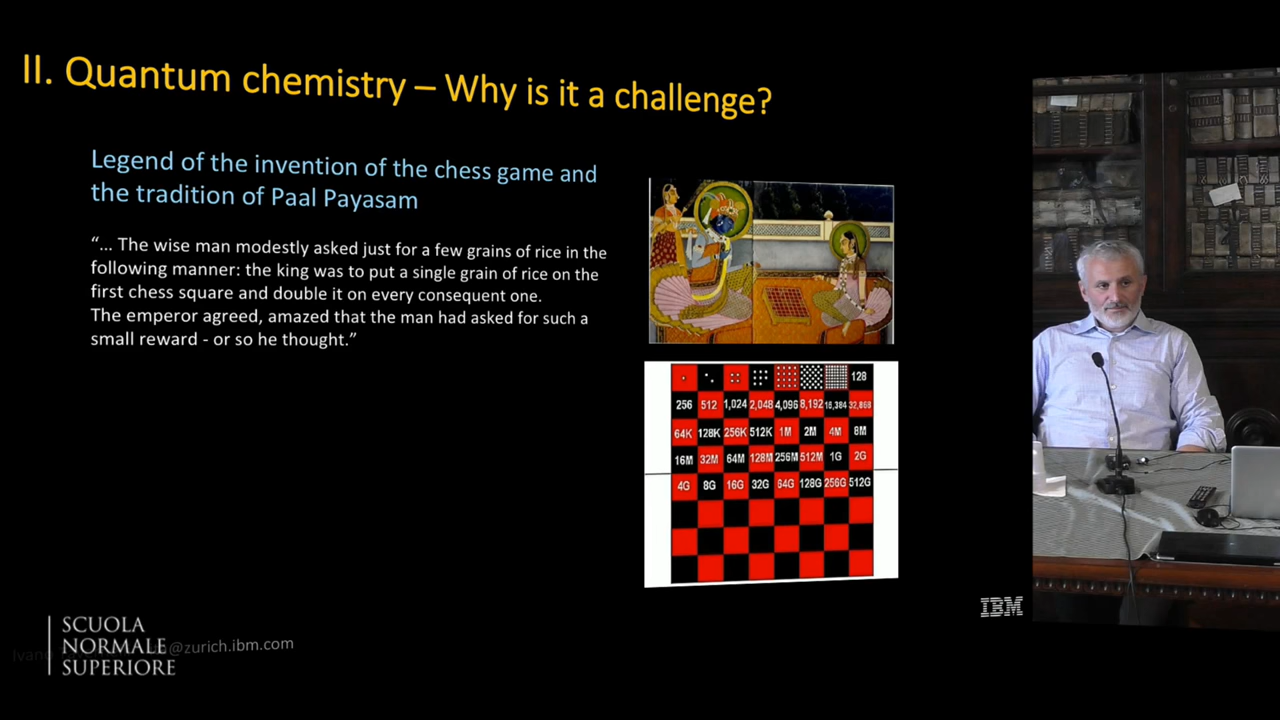 II. Quantum chemistry – Why is it a challenge?
Legend of the invention of the chess game and
the tradition of Paal Payasam
“... The wise man modestly asked just for a few grains of rice in the
following manner: the king was to put a single grain of rice on the
first chess square and double it on every consequent one.
The emperor agreed, amazed that the man had asked for such a
small reward - or so he thought.”
128
256 512 1,024 2,048 4,096 8,192 16,384 32,868
64K 128K 256K 512K 1M 2M 4M 8M
16M 32M 64M 128M 256M 512M 1G 2G
4G 8G 16G 32G 64G 128G 256G 512G
IBM
SCUOLA
NORMALE
SUPERIORE
@zurich.ibm.com